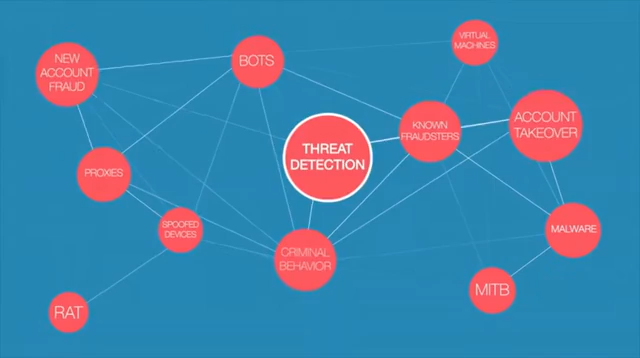 NEW
ACCOUNT
FRAUD
BOTS
VIRTUAL
MACHINES
THREAT
DETECTION
KNOWN
FRAUDSTERS
ACCOUNT
TAKEOVER
PROXIES
SPOOFED
DEVICES
CRIMINAL
BEHAVIOR
MALWARE
RAT
MITB